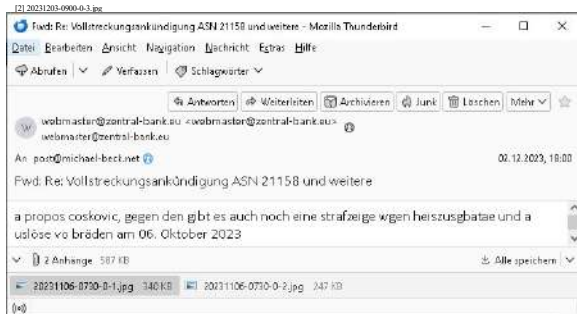 [2] 20231203-0900-0-3.jpg
Fwd: Re: Vollstreckungsankündigung ASN 21158 und weitere - Mozilla Thunderbird
Datei Bearbeiten Ansicht Navigation Nachricht Extras Hilfe
Abrufen Verfassen Schlagwörter
Antworten Weiterleiten Archivieren Junk Löschen Mehr
W
webmaster@zentral-bank.eu <webmaster@zentral-bank.eu>
webmaster@zentral-bank.eu
An post@michael-beck.net 02.12.2023, 18:00
Fwd: Re: Vollstreckungsankündigung ASN 21158 und weitere
a propos coskovic, gegen den gibt es auch noch eine strafzeige wgen heiszusgbatae und a
uslöse vo bräden am 06. Oktober 2023
2 Anhänge 587 KB Alle speichern
20231106-0730-0-1.jpg 340 KB 20231106-0730-0-2.jpg 247 KB